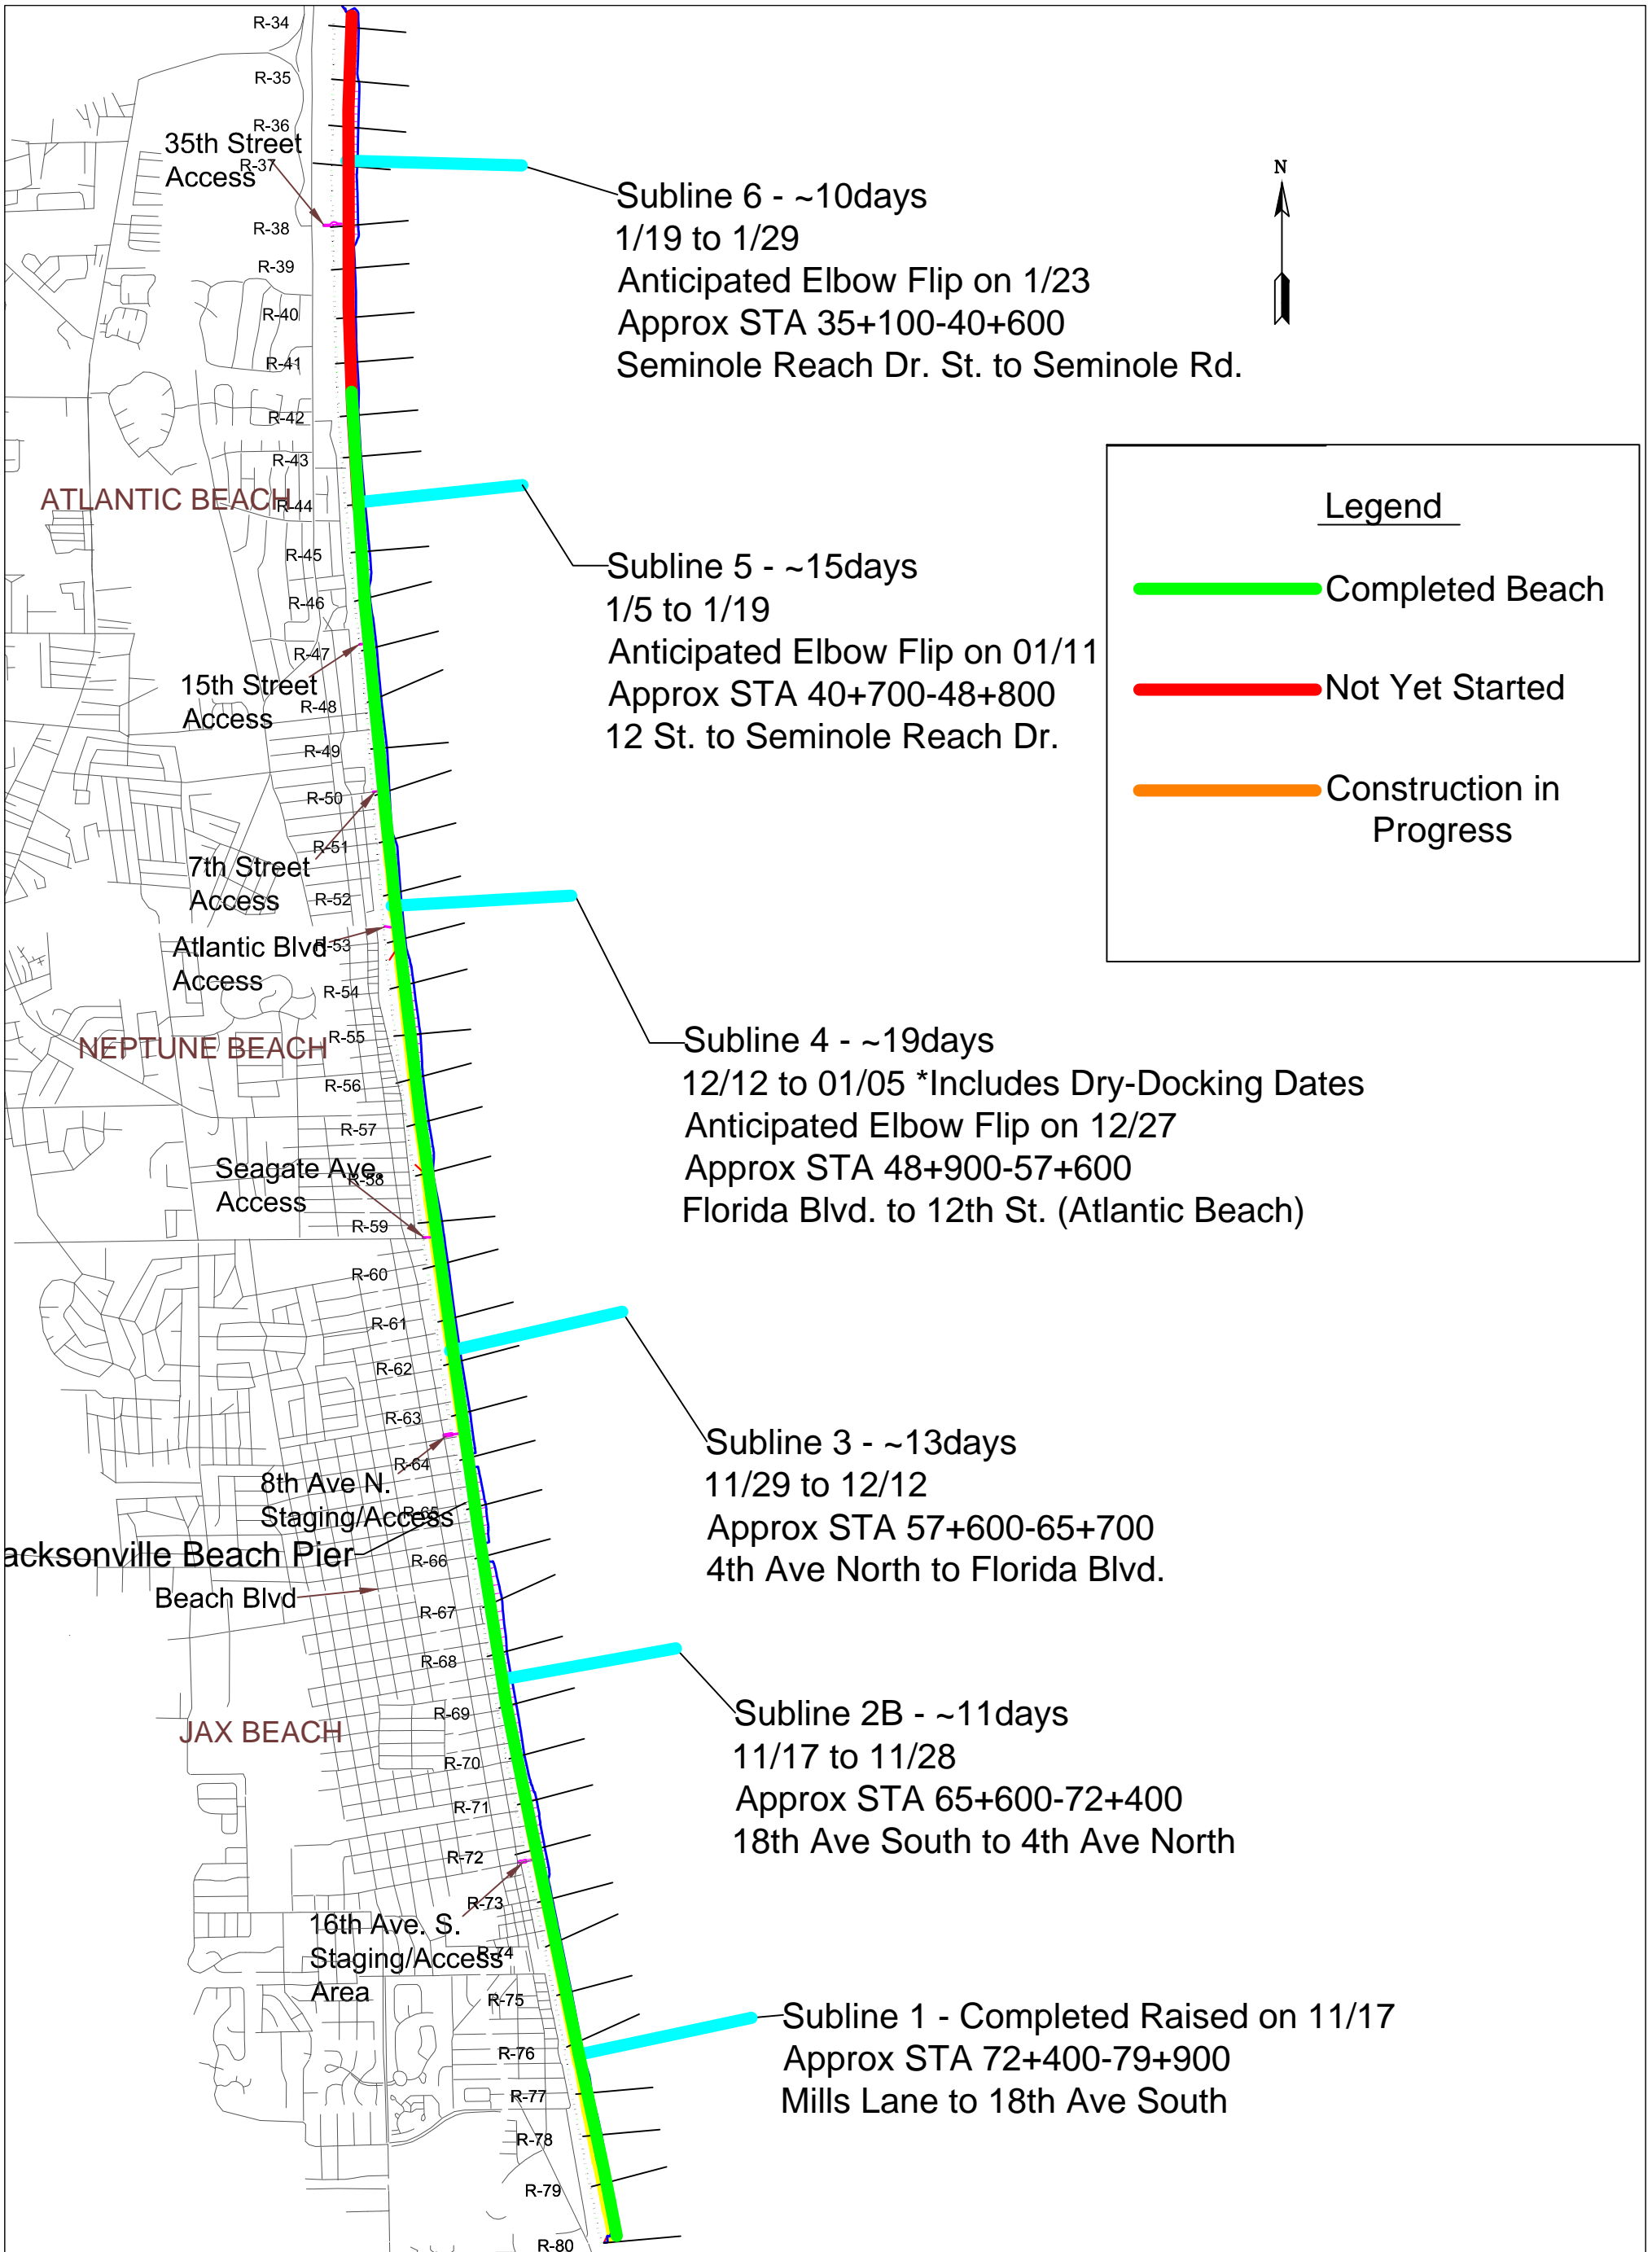 R-34
R-35
R-36
35th Street
Access
R-37
R-38
R-39
R-40
R-41
R-42
R-43
ATLANTIC BEACH
R-44
R-45
R-46
R-47
15th Street
Access
R-48
R-49
R-50
R-51
7th Street
Access
R-52
Atlantic Blvd
Access
R-53
R-54
NEPTUNE BEACH
R-55
R-56
R-57
Seagate Ave.
Access
R-58
R-59
R-60
R-61
R-62
R-63
R-64
8th Ave N.
Staging/Access
R-65
acksonville Beach Pier
R-66
Beach Blvd
R-67
R-68
R-69
JAX BEACH
R-70
R-71
R-72
R-73
16th Ave. S.
Staging/Access
Area
R-74
R-75
R-76
R-77
R-78
R-79
R-80
N
Subline 6 - ~10days
1/19 to 1/29
Anticipated Elbow Flip on 1/23
Approx STA 35+100-40+600
Seminole Reach Dr. St. to Seminole Rd.
Legend
Completed Beach
Not Yet Started
Construction in
Progress
Subline 5 - ~15days
1/5 to 1/19
Anticipated Elbow Flip on 01/11
Approx STA 40+700-48+800
12 St. to Seminole Reach Dr.
Subline 4 - ~19days
12/12 to 01/05 *Includes Dry-Docking Dates
Anticipated Elbow Flip on 12/27
Approx STA 48+900-57+600
Florida Blvd. to 12th St. (Atlantic Beach)
Subline 3 - ~13days
11/29 to 12/12
Approx STA 57+600-65+700
4th Ave North to Florida Blvd.
Subline 2B - ~11days
11/17 to 11/28
Approx STA 65+600-72+400
18th Ave South to 4th Ave North
Subline 1 - Completed Raised on 11/17
Approx STA 72+400-79+900
Mills Lane to 18th Ave South